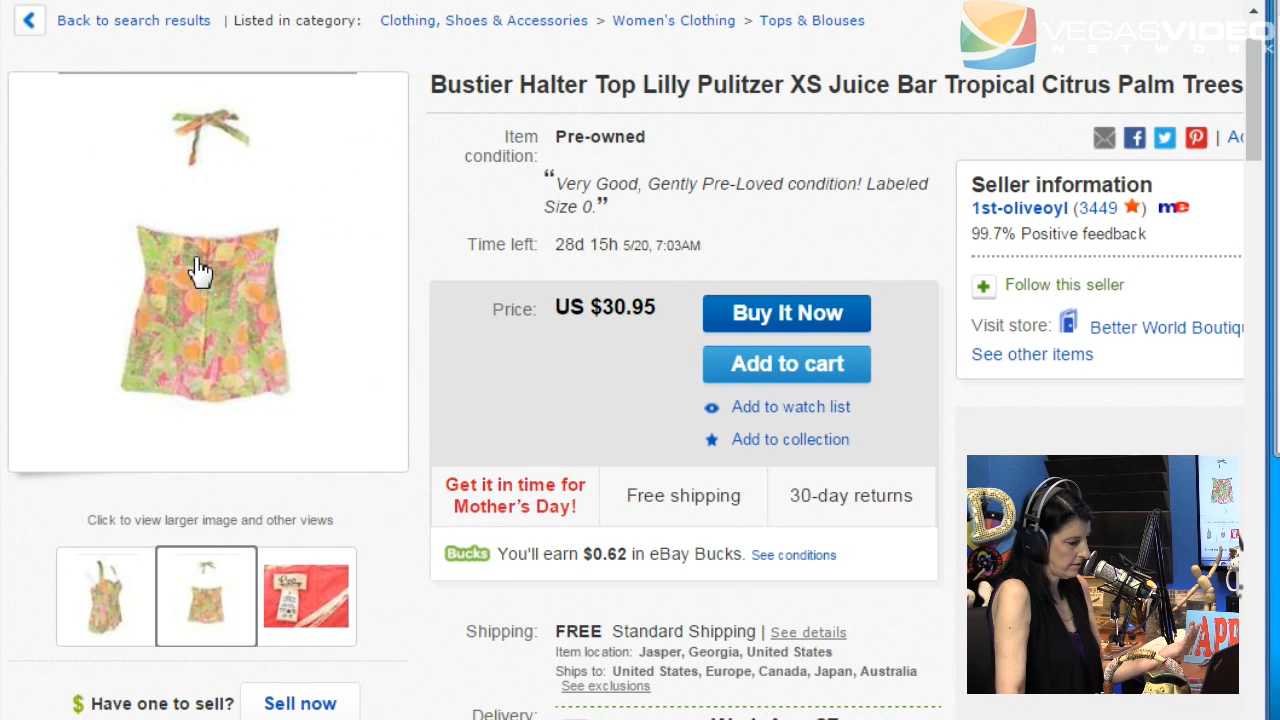 Back to search results | Listed in category: Clothing, Shoes & Accessories > Women's Clothing > Tops & Blouses
VEGASVIDEO
NETWORK
Bustier Halter Top Lilly Pulitzer XS Juice Bar Tropical Citrus Palm Trees
Item condition: Pre-owned
“Very Good, Gently Pre-Loved condition! Labeled
Size 0.”
Time left: 28d 15h 5/20, 7:03AM
Price: US $30.95
Buy It Now
Add to cart
Add to watch list
Add to collection
Get it in time for
Mother's Day!
Free shipping
30-day returns
Bucks You'll earn $0.62 in eBay Bucks. See conditions
Shipping: FREE Standard Shipping | See details
Item location: Jasper, Georgia, United States
Ships to: United States, Europe, Canada, Japan, Australia
See exclusions
Delivery:
|
Seller information
1st-oliveoyl (3449 ) me
99.7% Positive feedback
Follow this seller
Visit store: Better World Boutiqu
See other items
Click to view larger image and other views
$ Have one to sell? Sell now